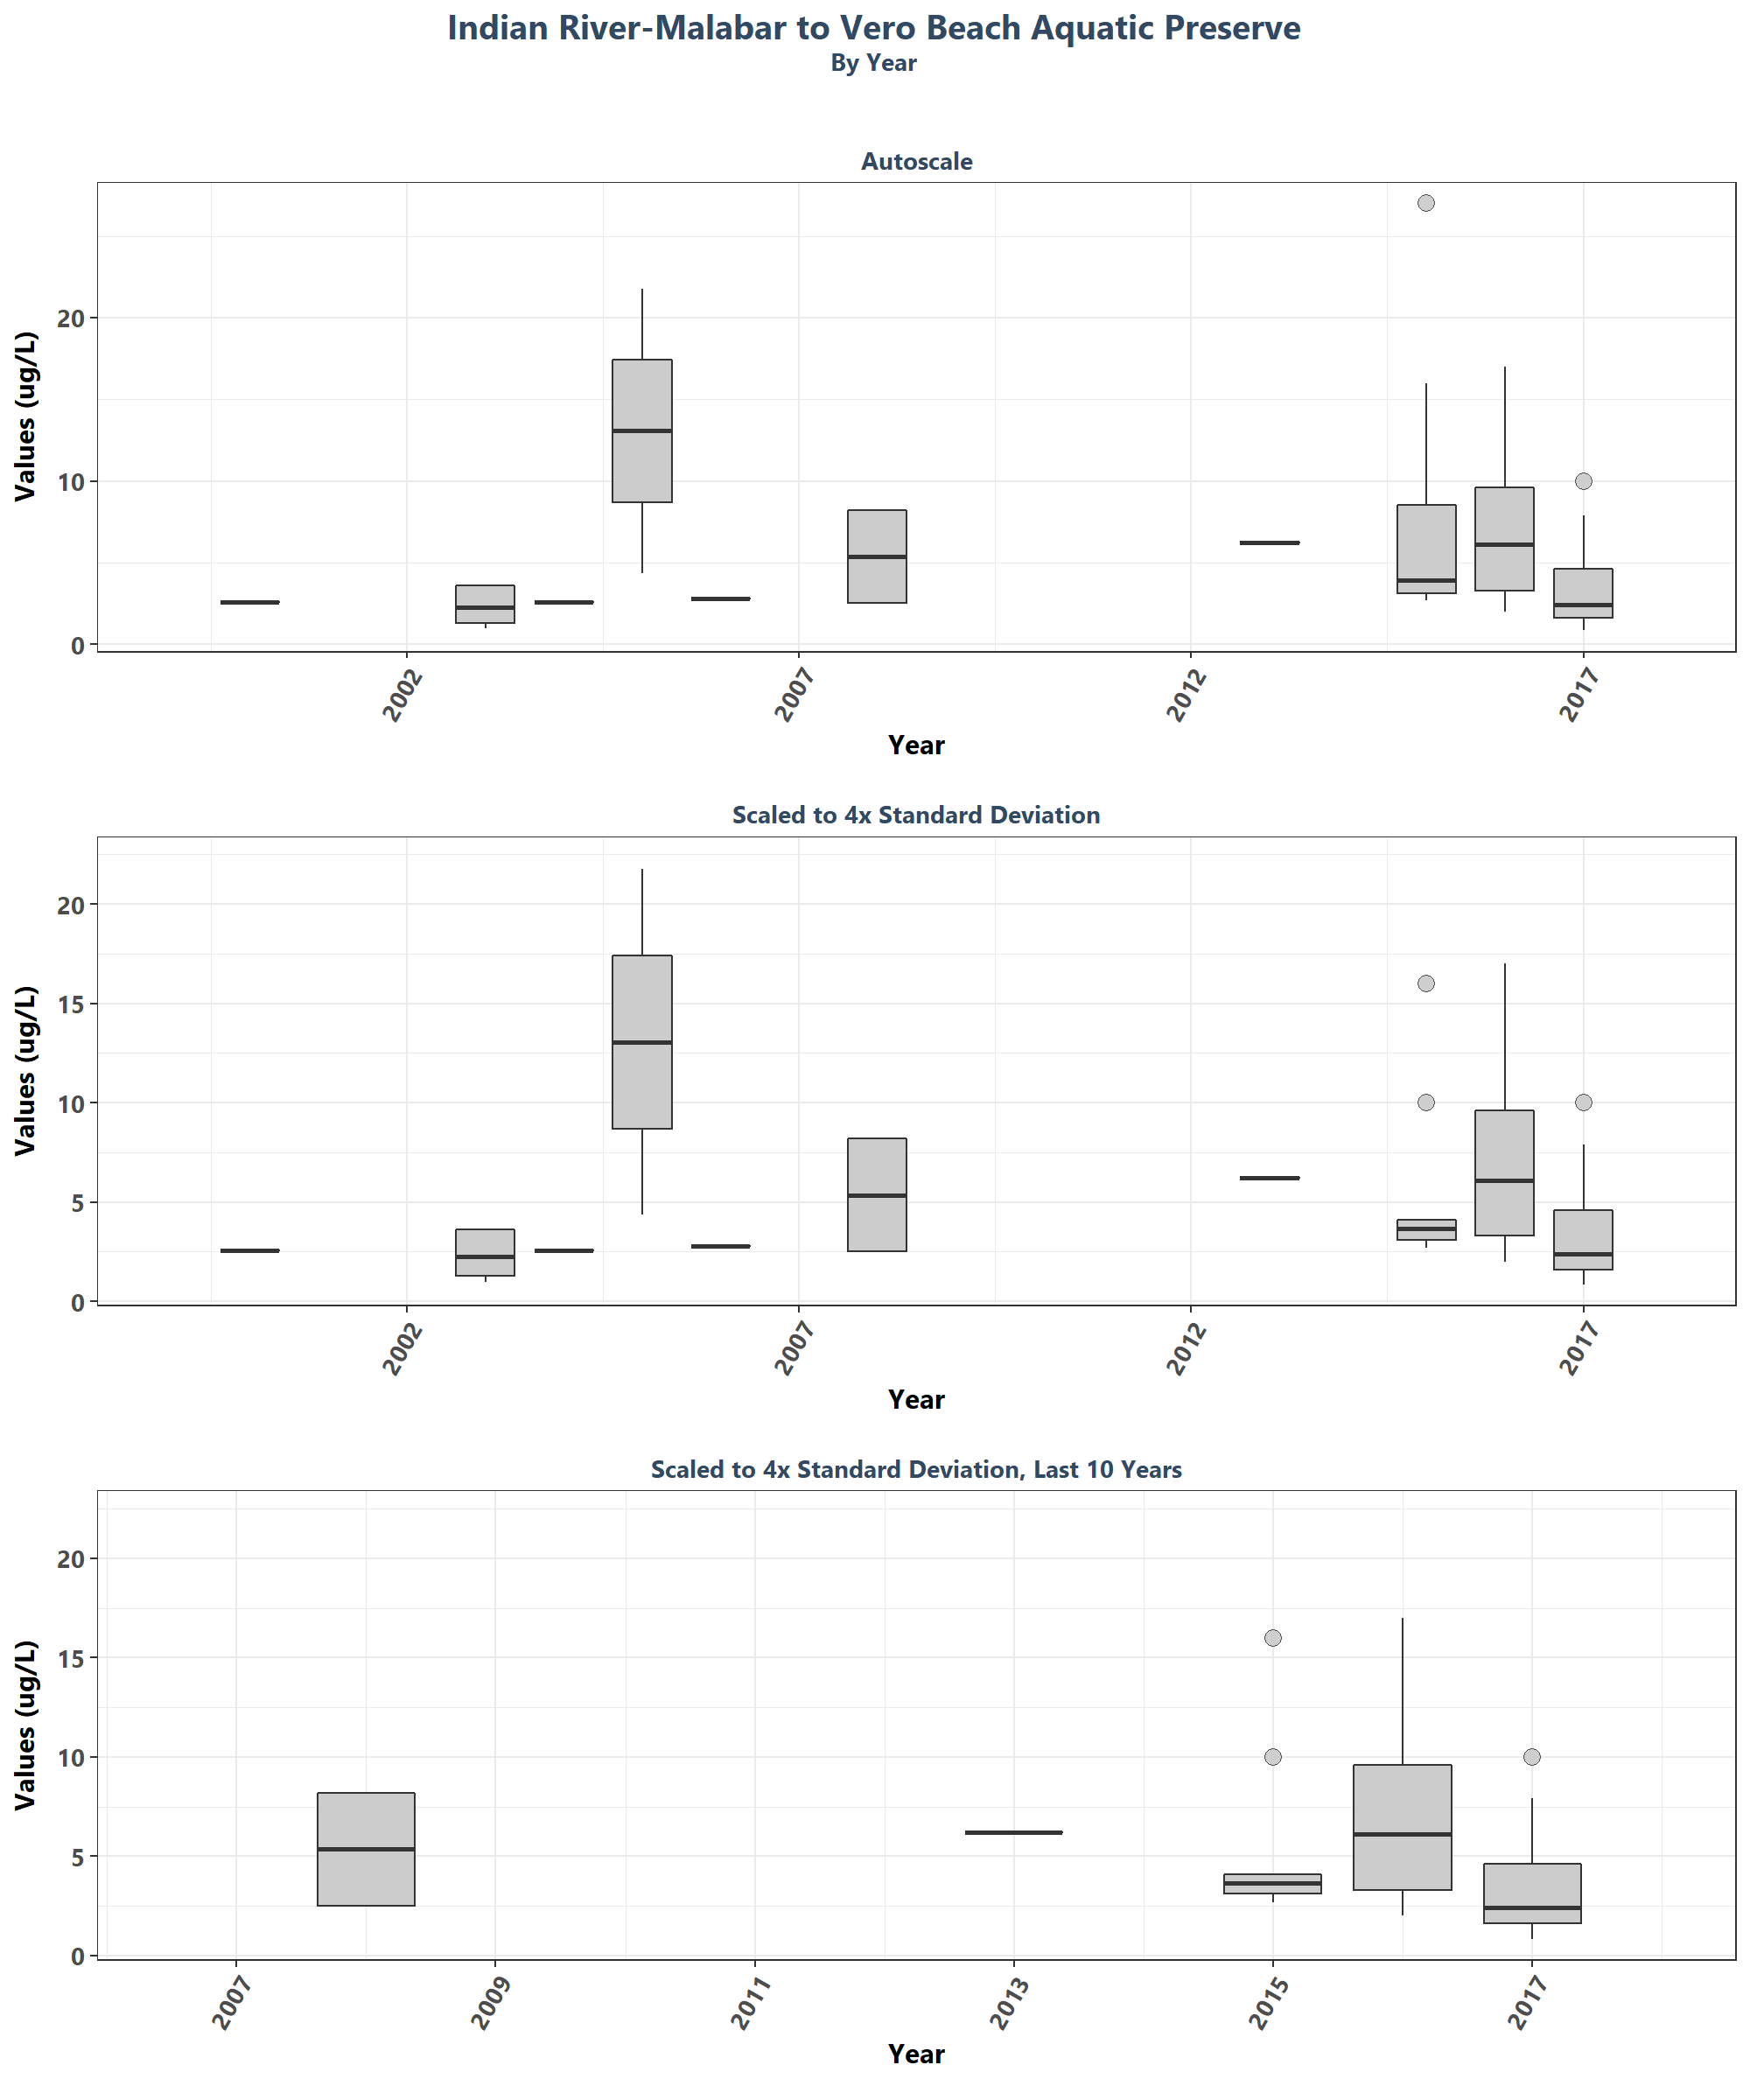 Indian River-Malabar to Vero Beach Aquatic Preserve
By Year
Autoscale
Values (ug/L)
20
10
0
2002
2007
2012
2017
Year
Scaled to 4x Standard Deviation
Values (ug/L)
20
15
10
5
0
2002
2007
2012
2017
Year
Scaled to 4x Standard Deviation, Last 10 Years
Values (ug/L)
20
15
10
5
0
2007
2009
2011
2013
2015
2017
Year